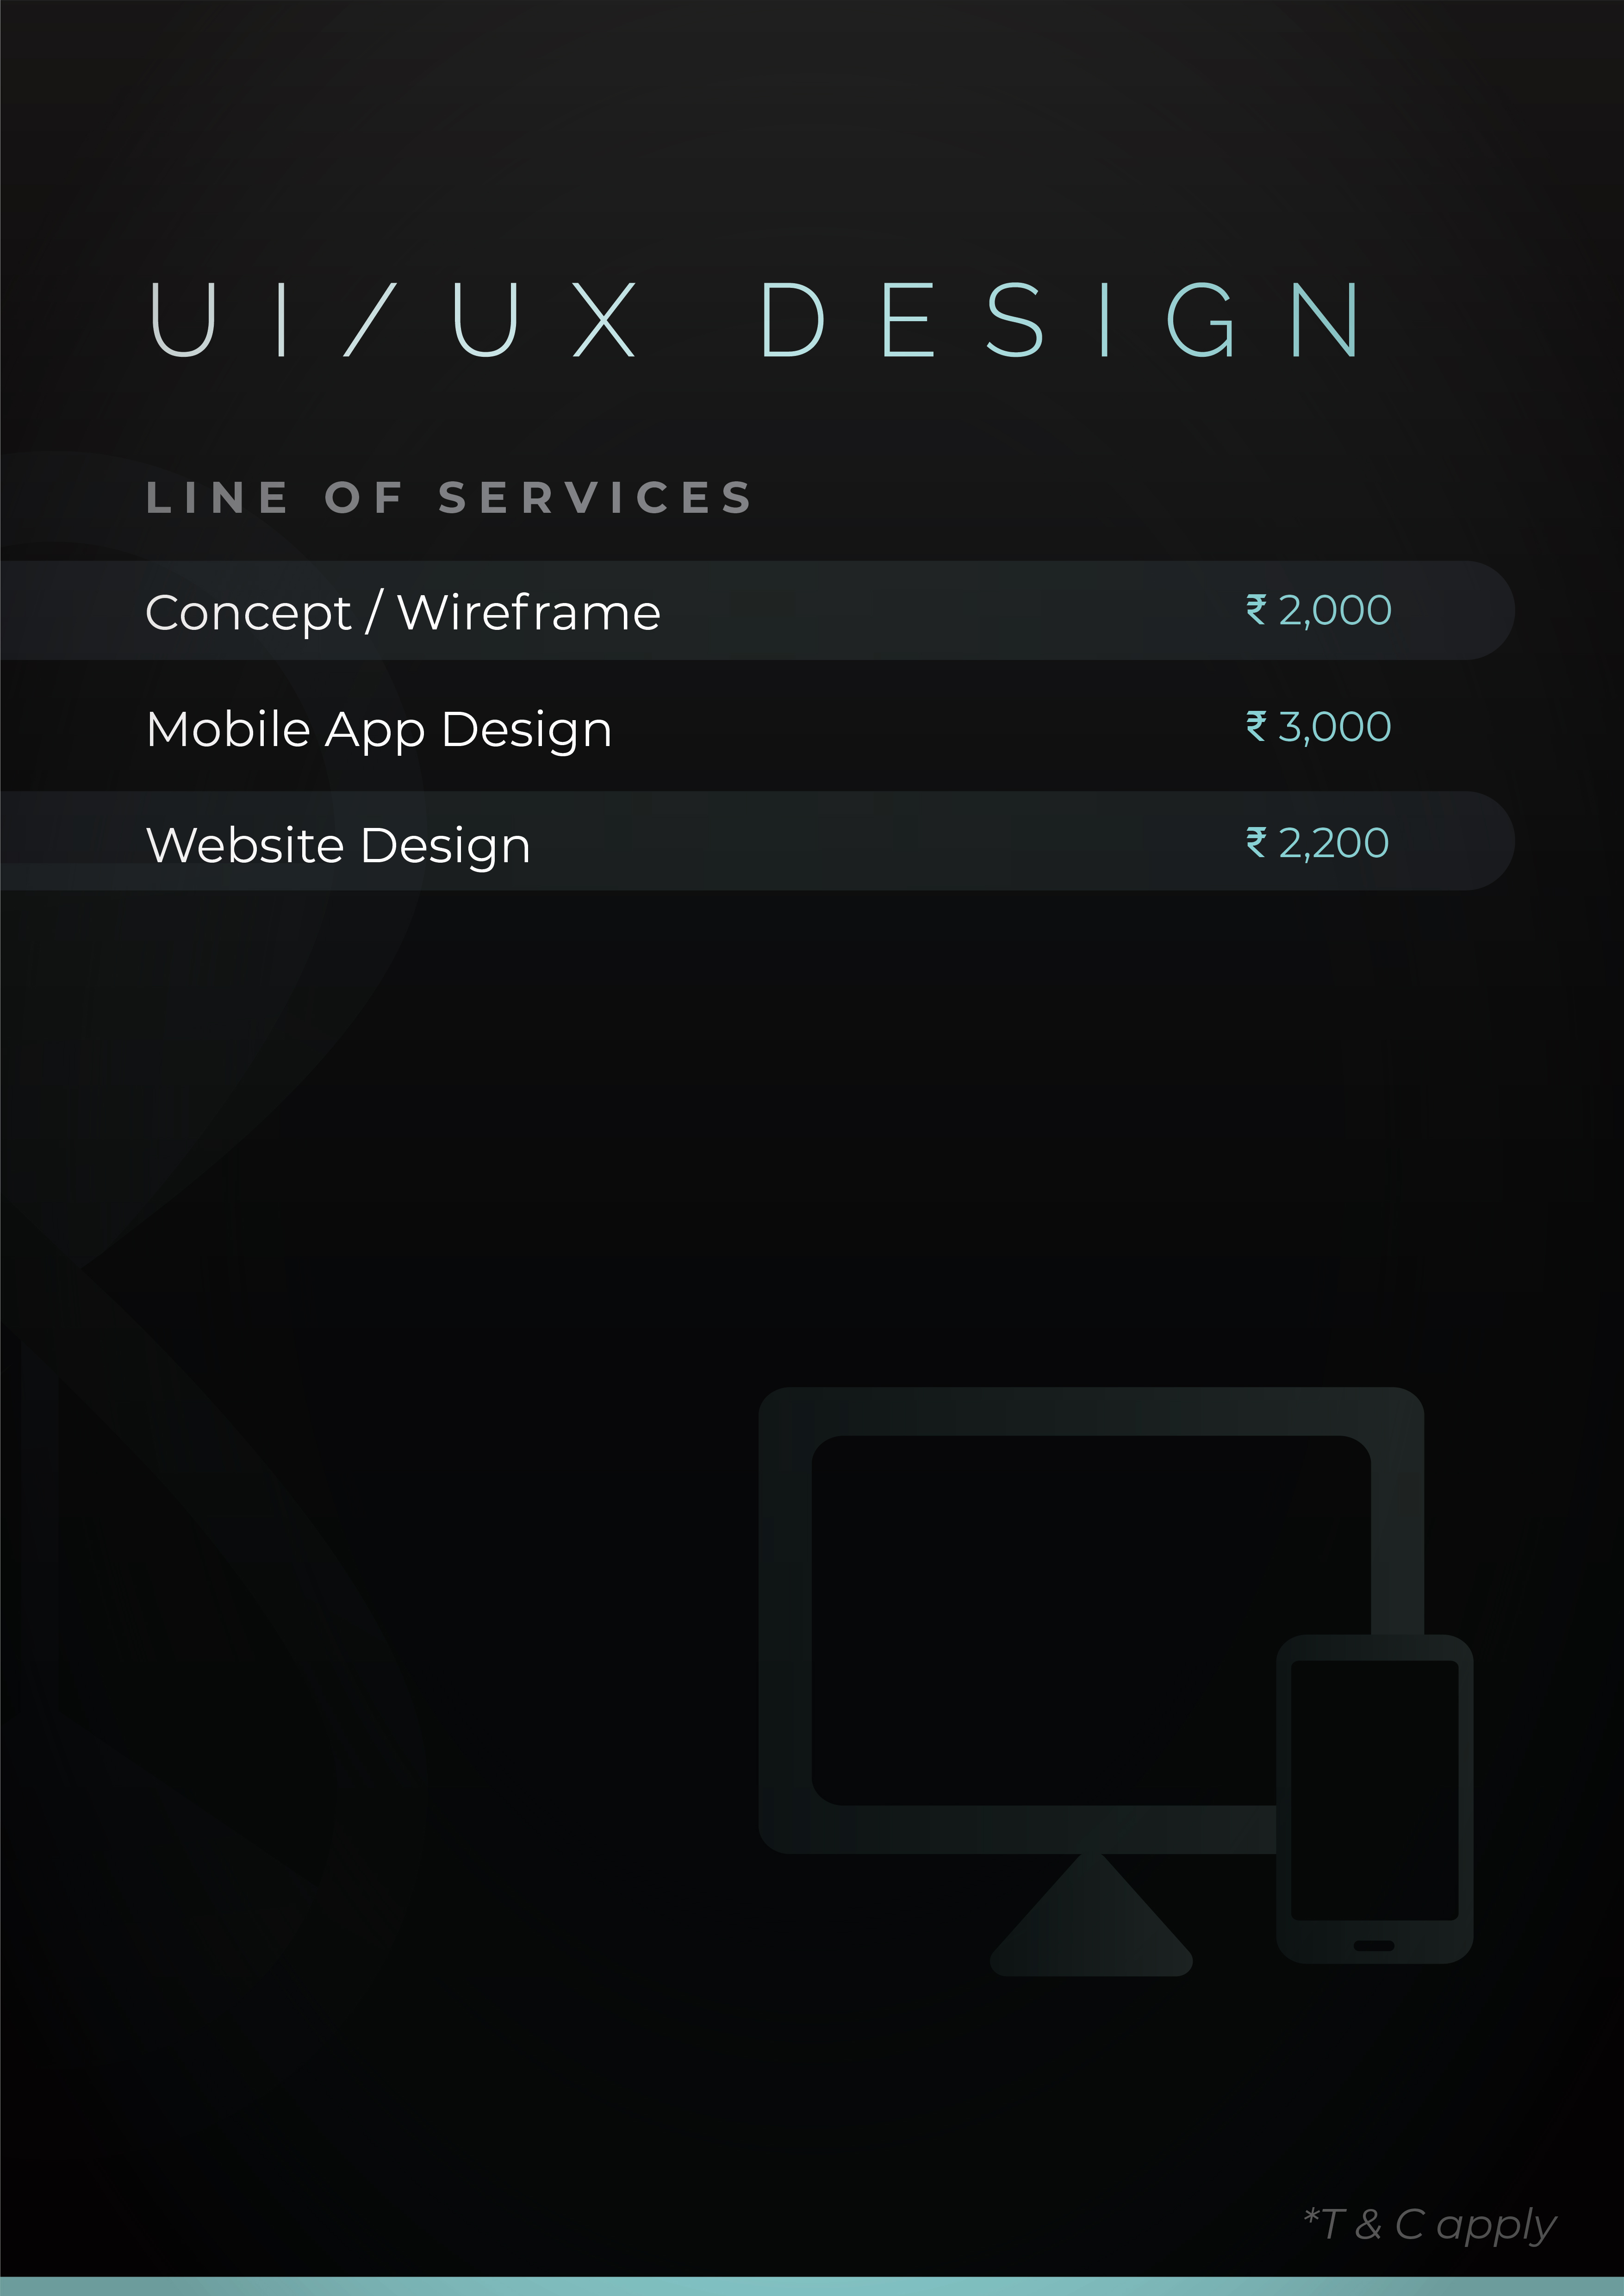 UI/UX DESIGN
LINE OF SERVICES
Concept / Wireframe ₹ 2,000
Mobile App Design ₹ 3,000
Website Design ₹ 2,200
*T & C apply